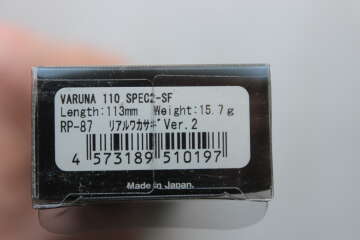 VARUNA 110 SPEC2-SF
Length:113mm Weight:15.7g
RP-87 ﾘｱﾙﾜｶｻｷﾞ Ver.2
4 573189 510197
Made in Japan.